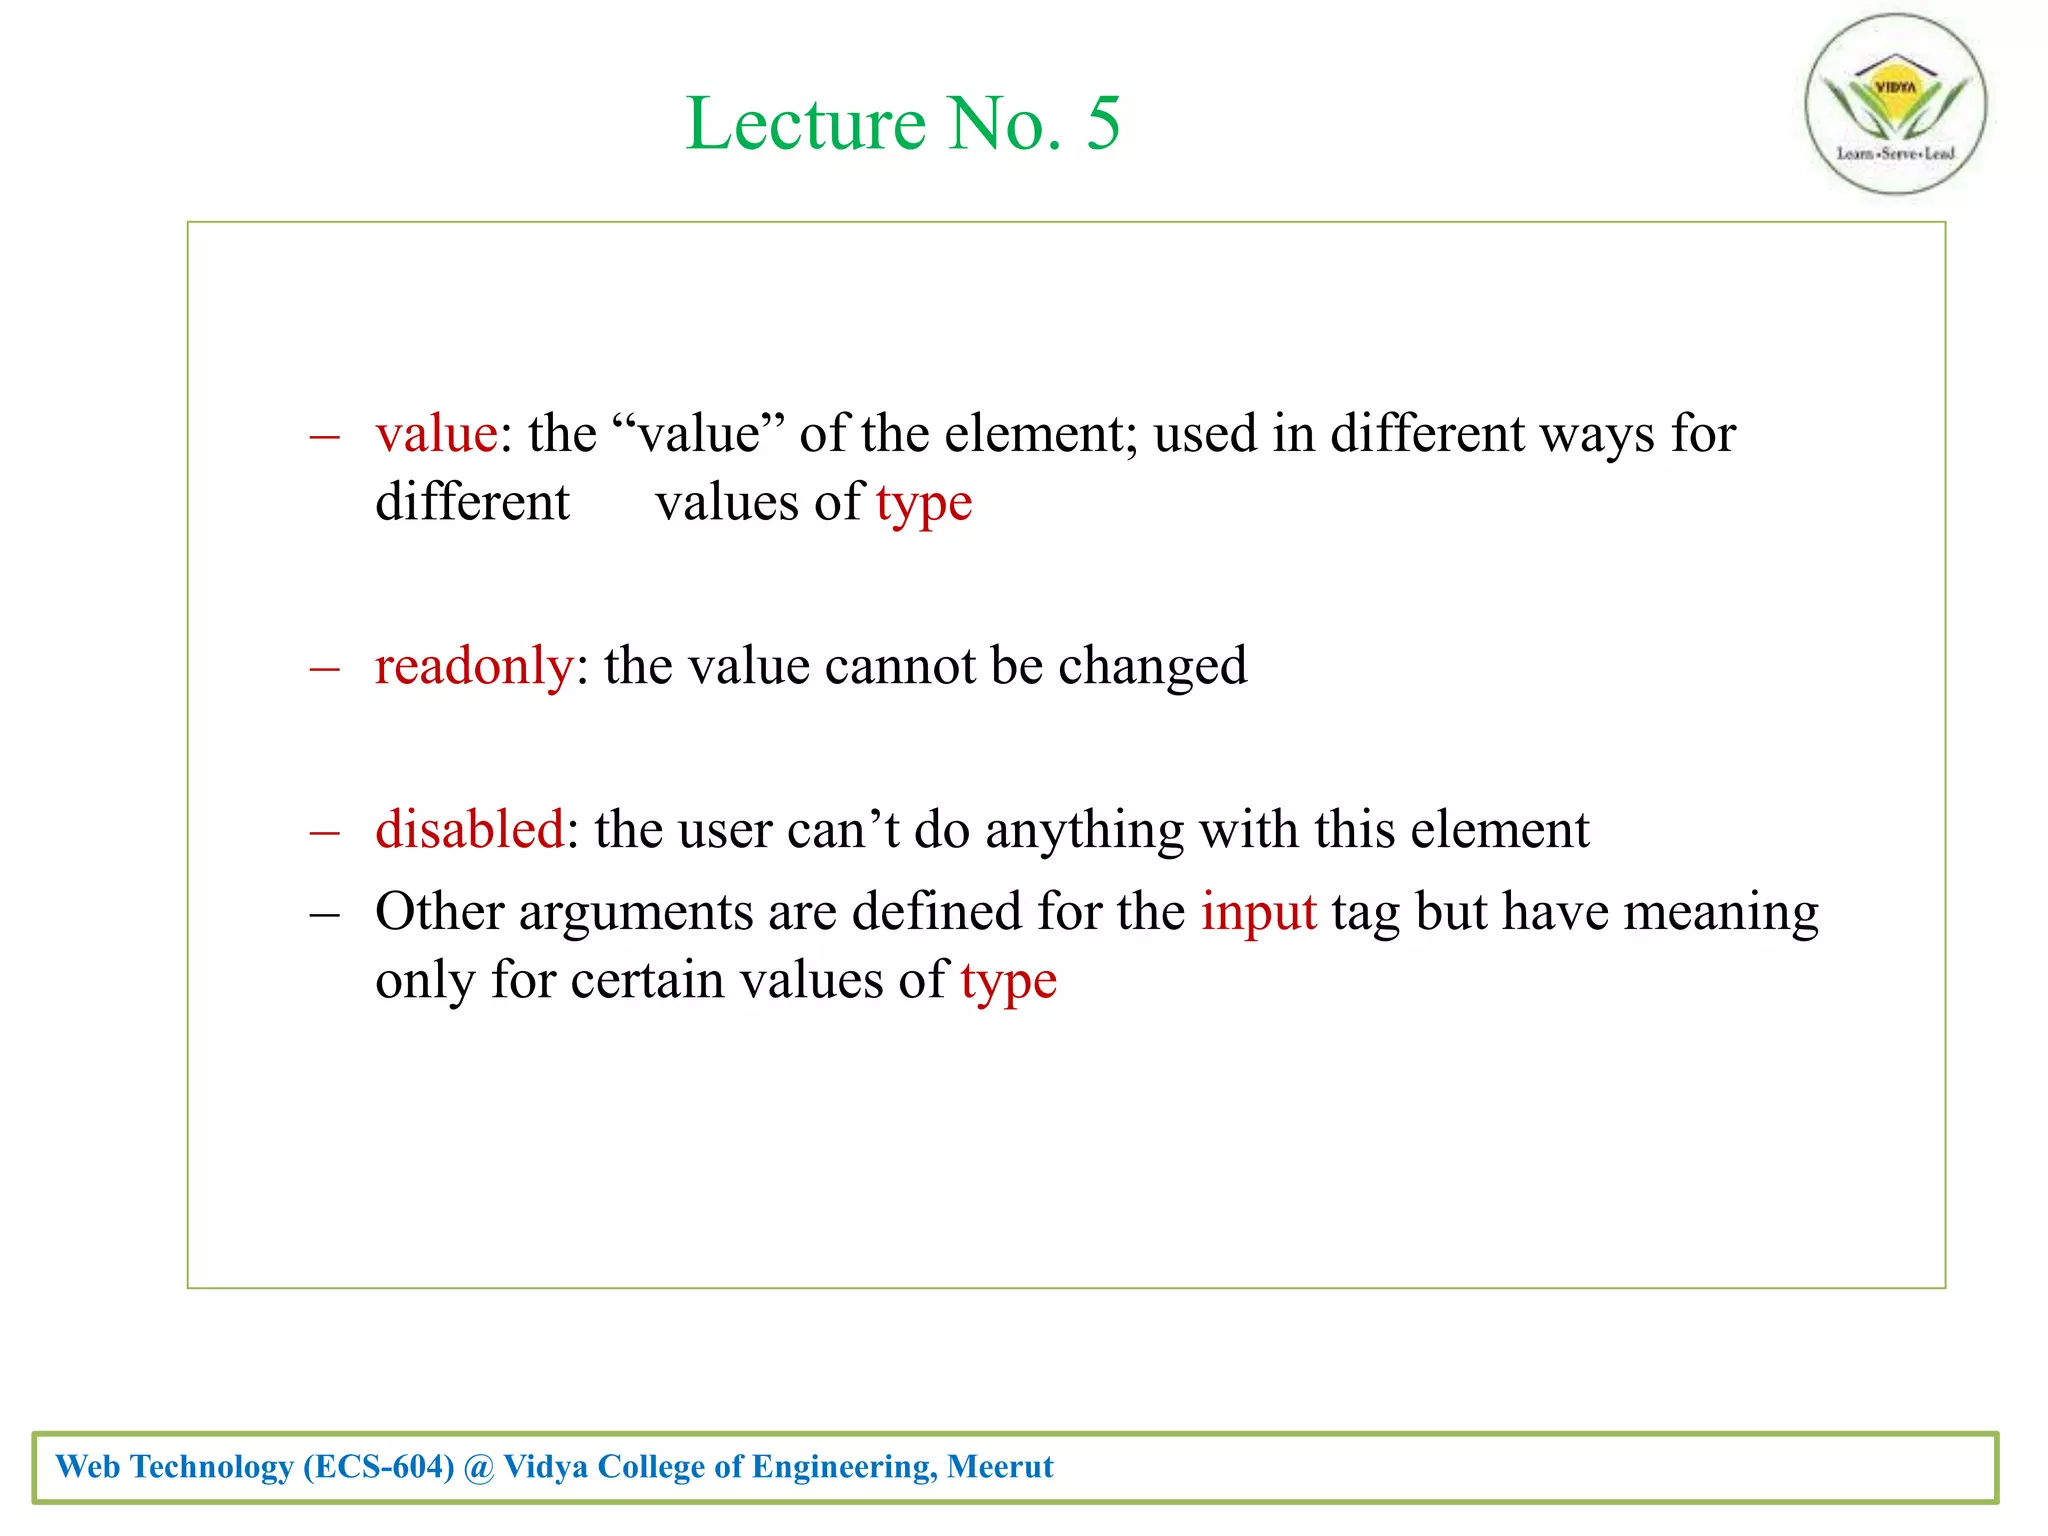 Lecture No. 5
VIDYA
Learn•Serve•Lead
– value: the “value” of the element; used in different ways for
different values of type
– readonly: the value cannot be changed
– disabled: the user can’t do anything with this element
– Other arguments are defined for the input tag but have meaning
only for certain values of type
Web Technology (ECS-604) @ Vidya College of Engineering, Meerut